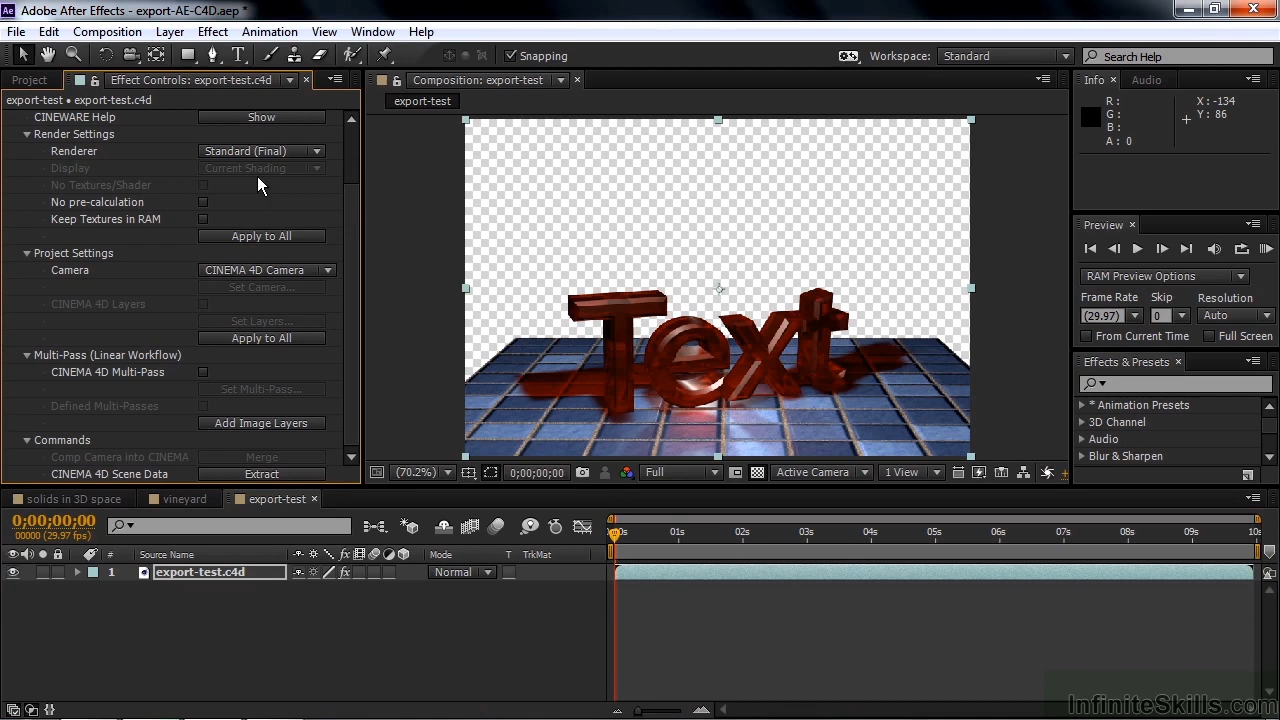 Ae Adobe After Effects - export-AE-C4D.aep *
File Edit Composition Layer Effect Animation View Window Help
T Snapping Workspace: Standard Search Help
Project Effect Controls: export-test.c4d Composition: export-test Info Audio
export-test • export-test.c4d
export-test
R :
G :
B :
A : 0
X : -134
Y : 86
CINEWARE Help Show
Render Settings
Renderer Standard (Final)
Display Current Shading
No Textures/Shader
No pre-calculation
Keep Textures in RAM
Apply to All
Project Settings
Camera CINEMA 4D Camera
Set Camera...
CINEMA 4D Layers
Set Layers...
Apply to All
Multi-Pass (Linear Workflow)
CINEMA 4D Multi-Pass
Set Multi-Pass...
Defined Multi-Passes
Add Image Layers
Commands
Comp Camera into CINEMA Merge
CINEMA 4D Scene Data Extract
Text
(70.2%) 0;00;00;00 Full Active Camera 1 View
Preview
RAM Preview Options
Frame Rate Skip Resolution
(29.97) 0 Auto
From Current Time Full Screen
Effects & Presets
* Animation Presets
3D Channel
Audio
Blur & Sharpen
solids in 3D space vineyard export-test
0;00;00;00
00000 (29.97 fps)
:00s 01s 02s 03s 04s 05s 06s 07s 08s 09s 10s
# Source Name fx Mode T TrkMat
1 export-test.c4d fx Normal
InfiniteSkills.com